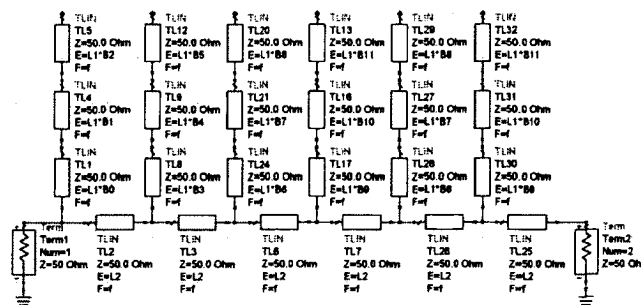 TLIN TLIN TLIN TLIN TLIN TLIN
TL5 TL12 TL20 TL13 TL29 TL32
Z=50.0 Ohm Z=50.0 Ohm Z=50.0 Ohm Z=50.0 Ohm Z=50.0 Ohm Z=50.0 Ohm
E=L1*B2 E=L1*B5 E=L1*B8 E=L1*B11 E=L1*B8 E=L1*B11
F=f F=f F=f F=f F=f F=f
TLIN TLIN TLIN TLIN TLIN TLIN
TL4 TL9 TL21 TL16 TL27 TL31
Z=50.0 Ohm Z=50.0 Ohm Z=50.0 Ohm Z=50.0 Ohm Z=50.0 Ohm Z=50.0 Ohm
E=L1*B1 E=L1*B4 E=L1*B7 E=L1*B10 E=L1*B7 E=L1*B10
F=f F=f F=f F=f F=f F=f
TLIN TLIN TLIN TLIN TLIN TLIN
TL1 TL8 TL24 TL17 TL30
Z=50.0 Ohm Z=50.0 Ohm Z=50.0 Ohm Z=50.0 Ohm Z=50.0 Ohm Z=50.0 Ohm
E=L1*B0 E=L1*B3 E=L1*B6 E=L1*B9 E=L1*B6 E=L1*B9
F=f F=f F=f F=f F=f F=f
Term Term
Term1 TLIN TLIN TLIN TLIN TLIN TLIN Term2
Num=1 TL2 TL3 TL6 TL7 TL25 Num=2
Z=50 Ohm Z=50.0 Ohm Z=50.0 Ohm Z=50.0 Ohm Z=50.0 Ohm Z=50.0 Ohm Z=50.0 Ohm Z=50 Oh
E=L2 E=L2 E=L2 E=L2 E=L2 E=L2
F=f F=f F=f F=f F=f F=f